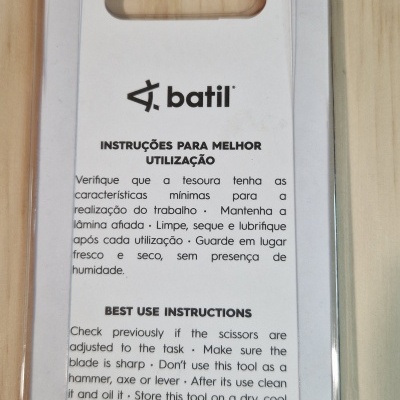 batil®
INSTRUÇÕES PARA MELHOR
UTILIZAÇÃO
Verifique que a tesoura tenha as
características mínimas para a
realização do trabalho • Mantenha a
lâmina afiada • Limpe, seque e lubrifique
após cada utilização • Guarde em lugar
fresco e seco, sem presença de
humidade.
BEST USE INSTRUCTIONS
Check previously if the scissors are
adjusted to the task • Make sure the
blade is sharp • Don't use this tool as a
hammer, axe or lever • After its use clean
it and oil it • Store this tool on a dry, cool